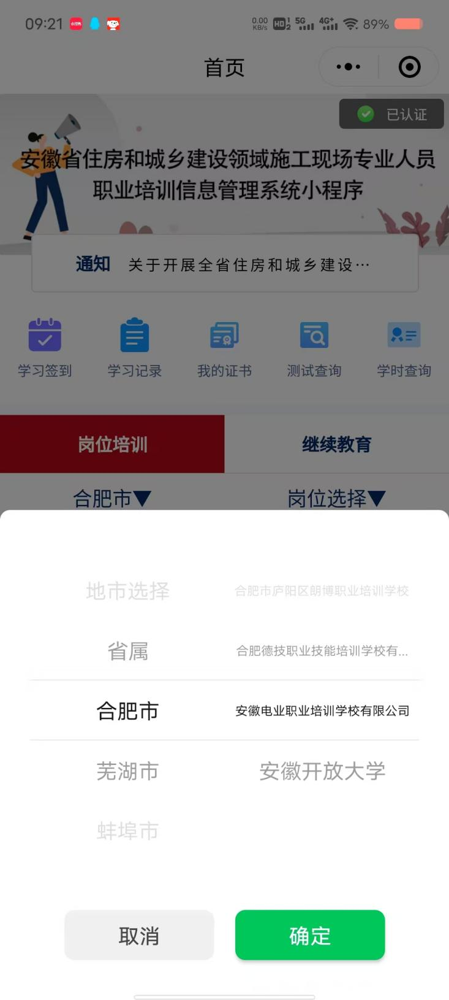 09:21
小红书
0.00 KB/s HD 1 2 5G 4G+ 89%
首页
已认证
安徽省住房和城乡建设领域施工现场专业人员
职业培训信息管理系统小程序
通知 关于开展全省住房和城乡建设…
学习签到 学习记录 我的证书 测试查询 学时查询
岗位培训 继续教育
合肥市▼ 岗位选择▼
地市选择 合肥市庐阳区朗博职业培训学校
省属 合肥德技职业技能培训学校有...
合肥市 安徽电业职业培训学校有限公司
芜湖市 安徽开放大学
蚌埠市
取消 确定